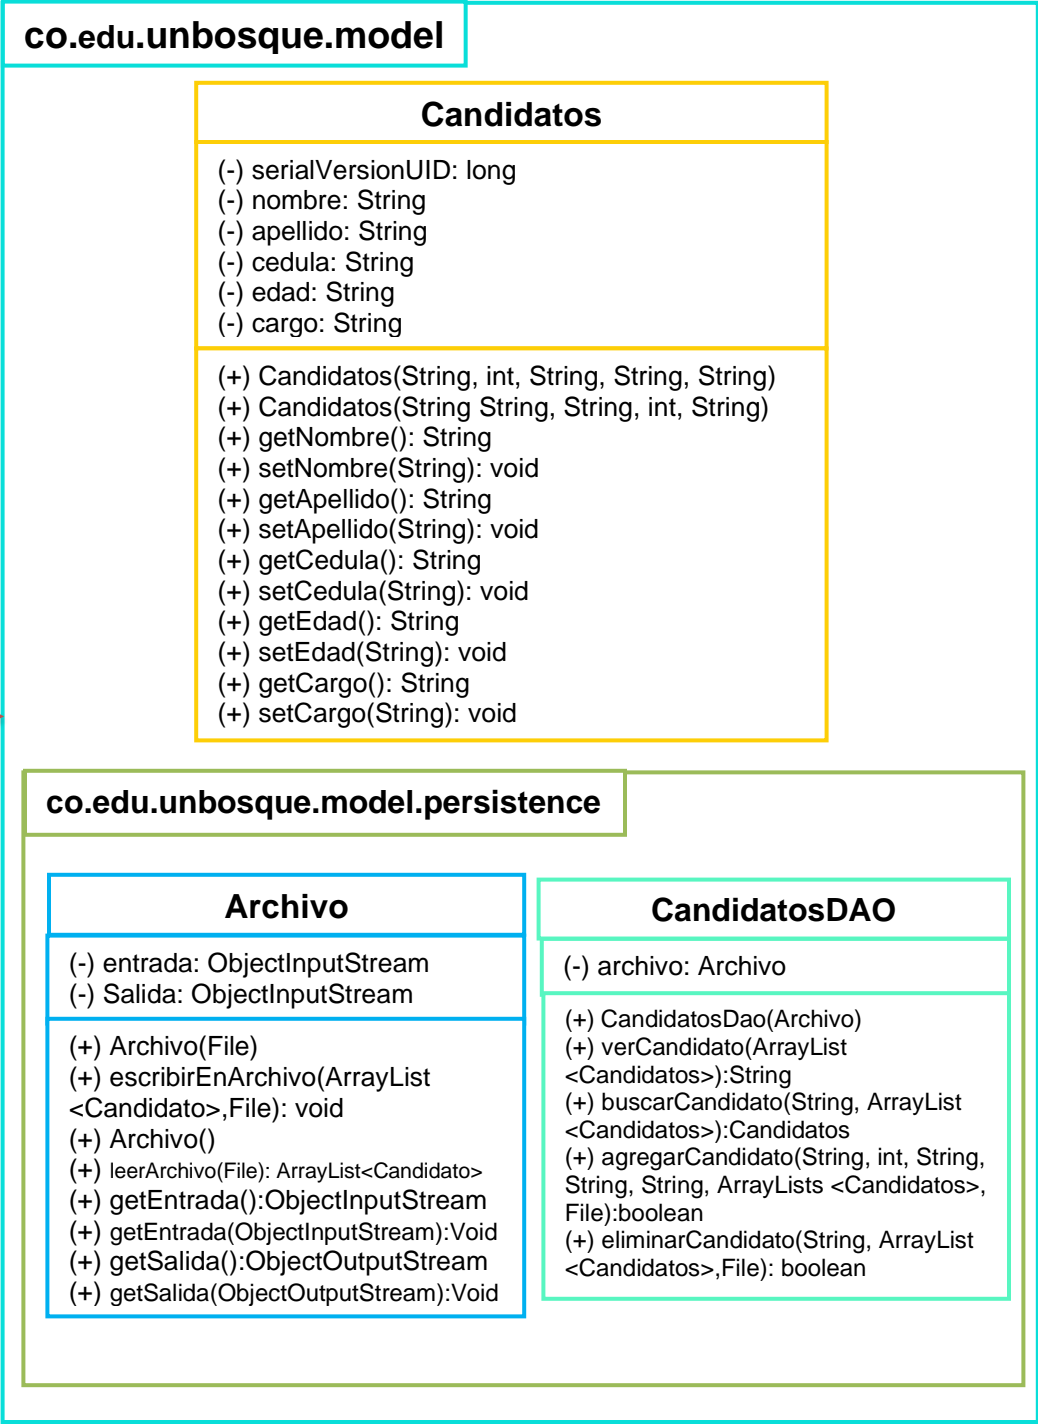 co.edu.unbosque.model
Candidatos
(-) serialVersionUID: long
(-) nombre: String
(-) apellido: String
(-) cedula: String
(-) edad: String
(-) cargo: String
(+) Candidatos(String, int, String, String, String)
(+) Candidatos(String String, String, int, String)
(+) getNombre(): String
(+) setNombre(String): void
(+) getApellido(): String
(+) setApellido(String): void
(+) getCedula(): String
(+) setCedula(String): void
(+) getEdad(): String
(+) setEdad(String): void
(+) getCargo(): String
(+) setCargo(String): void
co.edu.unbosque.model.persistence
Archivo
(-) entrada: ObjectInputStream
(-) Salida: ObjectInputStream
(+) Archivo(File)
(+) escribirEnArchivo(ArrayList
<Candidato>,File): void
(+) Archivo()
(+) leerArchivo(File): ArrayList<Candidato>
(+) getEntrada():ObjectInputStream
(+) getEntrada(ObjectInputStream):Void
(+) getSalida():ObjectOutputStream
(+) getSalida(ObjectOutputStream):Void
CandidatosDAO
(-) archivo: Archivo
(+) CandidatosDao(Archivo)
(+) verCandidato(ArrayList
<Candidatos>):String
(+) buscarCandidato(String, ArrayList
<Candidatos>):Candidatos
(+) agregarCandidato(String, int, String,
String, String, ArrayLists <Candidatos>,
File):boolean
(+) eliminarCandidato(String, ArrayList
<Candidatos>,File): boolean